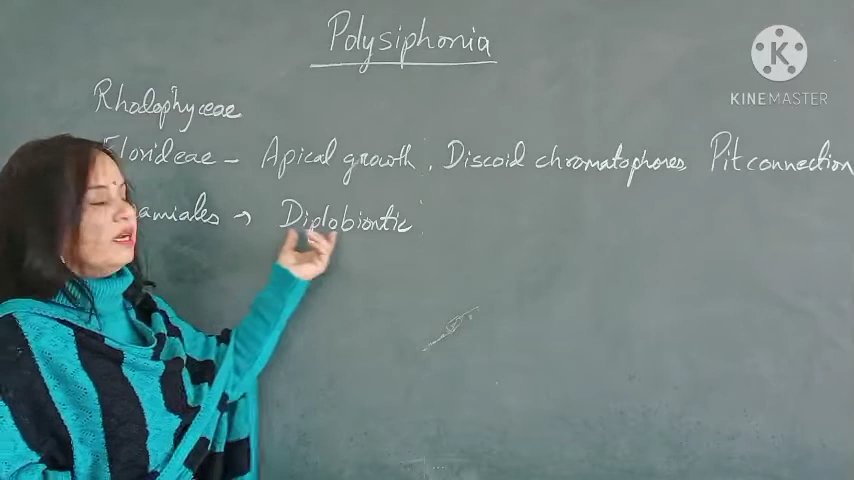 Polysiphonia
K
KINEMASTER
Rhodophyceae
Florideae - Apical growth, Discoid chromatophores Pit connection
amiales → Diplobiontic